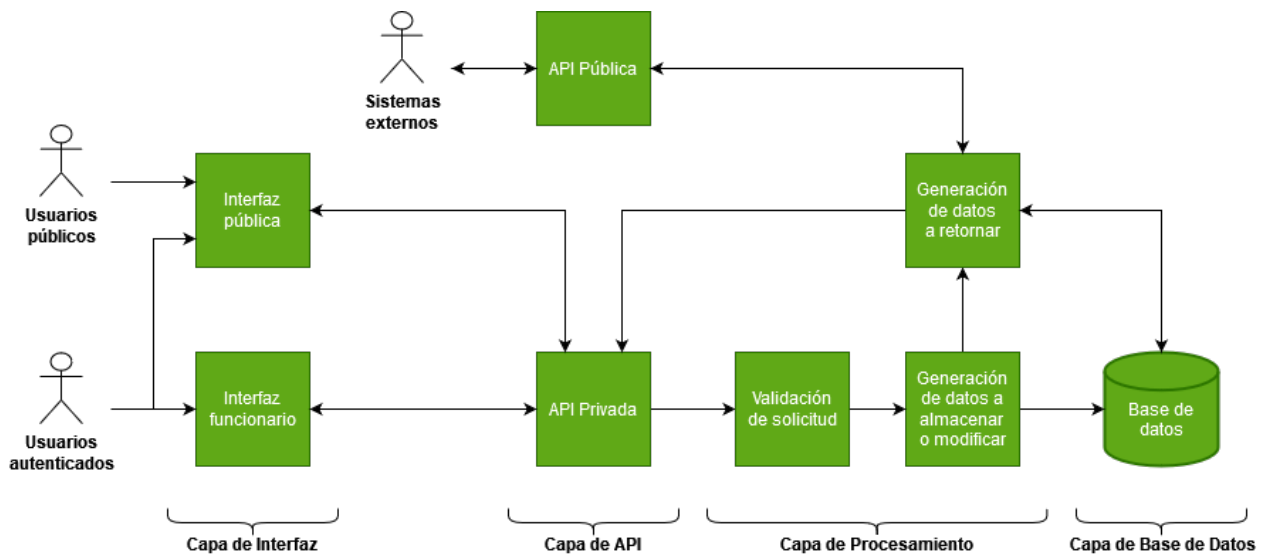 API Pública
Sistemas
externos
Usuarios
públicos
Interfaz
pública
Generación
de datos
a retornar
Usuarios
autenticados
Interfaz
funcionario
API Privada
Validación
de solicitud
Generación
de datos a
almacenar
o modificar
Base de
datos
Capa de Interfaz
Capa de API
Capa de Procesamiento
Capa de Base de Datos